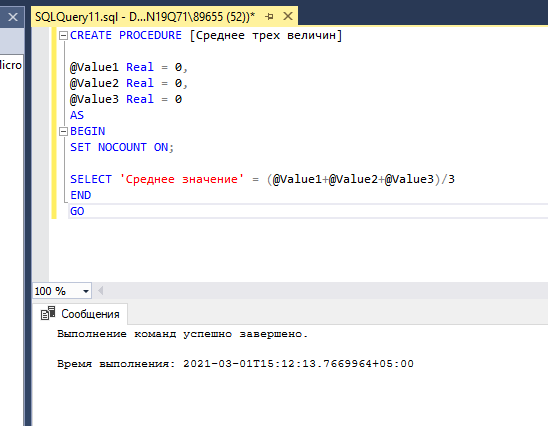 SQLQuery11.sql - D...N19Q71\89655 (52))*
Micro
CREATE PROCEDURE [Среднее трех величин]
@Value1 Real = 0,
@Value2 Real = 0,
@Value3 Real = 0
AS
BEGIN
SET NOCOUNT ON;
SELECT 'Среднее значение' = (@Value1+@Value2+@Value3)/3
END
GO
100 %
Сообщения
Выполнение команд успешно завершено.
Время выполнения: 2021-03-01T15:12:13.7669964+05:00